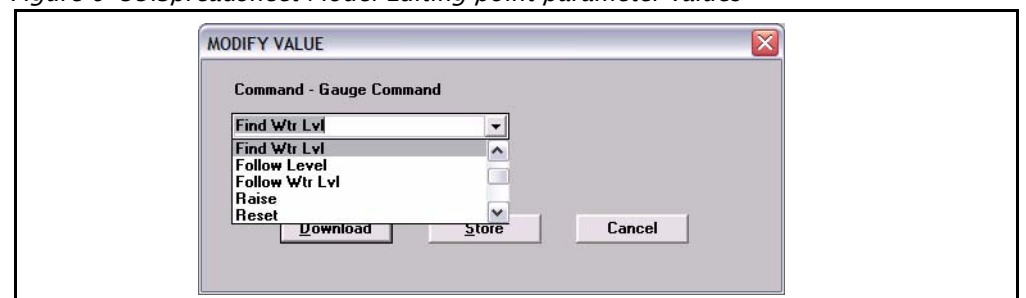 MODIFY VALUE
Command - Gauge Command
Find Wtr Lvl
Find Wtr Lvl
Follow Level
Follow Wtr Lvl
Raise
Reset
Download Store Cancel